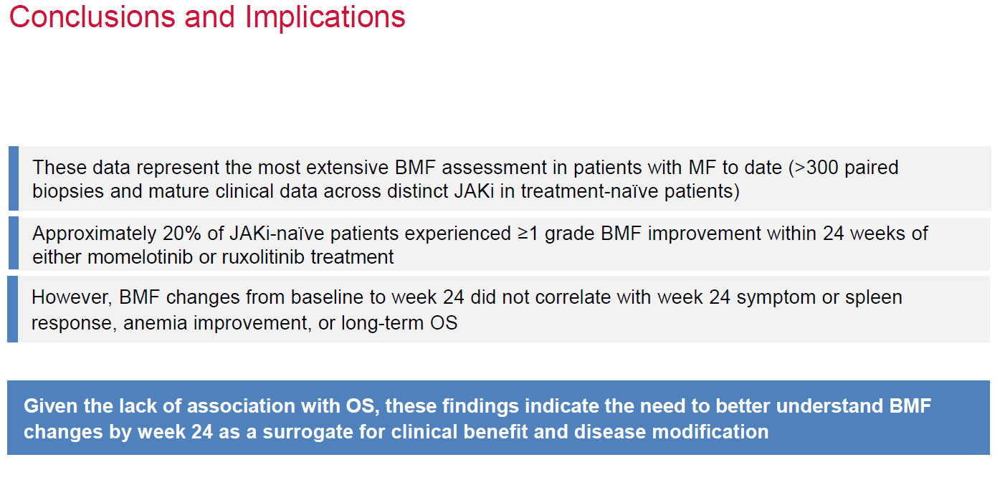 Conclusions and Implications
These data represent the most extensive BMF assessment in patients with MF to date (>300 paired
biopsies and mature clinical data across distinct JAKi in treatment-naïve patients)
Approximately 20% of JAKi-naïve patients experienced ≥1 grade BMF improvement within 24 weeks of
either momelotinib or ruxolitinib treatment
However, BMF changes from baseline to week 24 did not correlate with week 24 symptom or spleen
response, anemia improvement, or long-term OS
Given the lack of association with OS, these findings indicate the need to better understand BMF
changes by week 24 as a surrogate for clinical benefit and disease modification